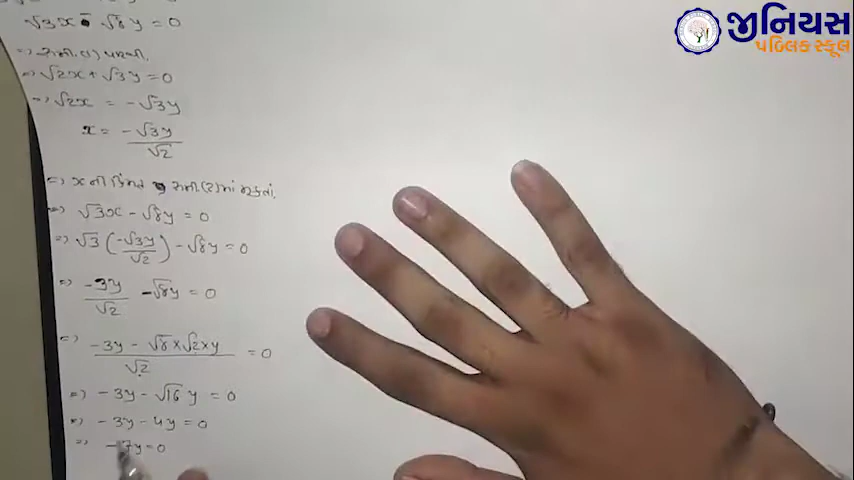 જીનિયસ
પબ્લિક સ્કૂલ
√3x - √8y = 0
=> સમી.(1) પરથી,
=> √2x + √3y = 0
=> √2x = -√3y
x = -√3y/√2
=> x ની કિંમત સમી.(2)માં મૂકતાં,
=> √3x - √8y = 0
=> √3(-√3y/√2) - √8y = 0
=> -3y/√2 - √8y = 0
=> (-3y - √8×√2×y)/√2 = 0
=> -3y - √16 y = 0
=> -3y - 4y = 0
=> -7y = 0